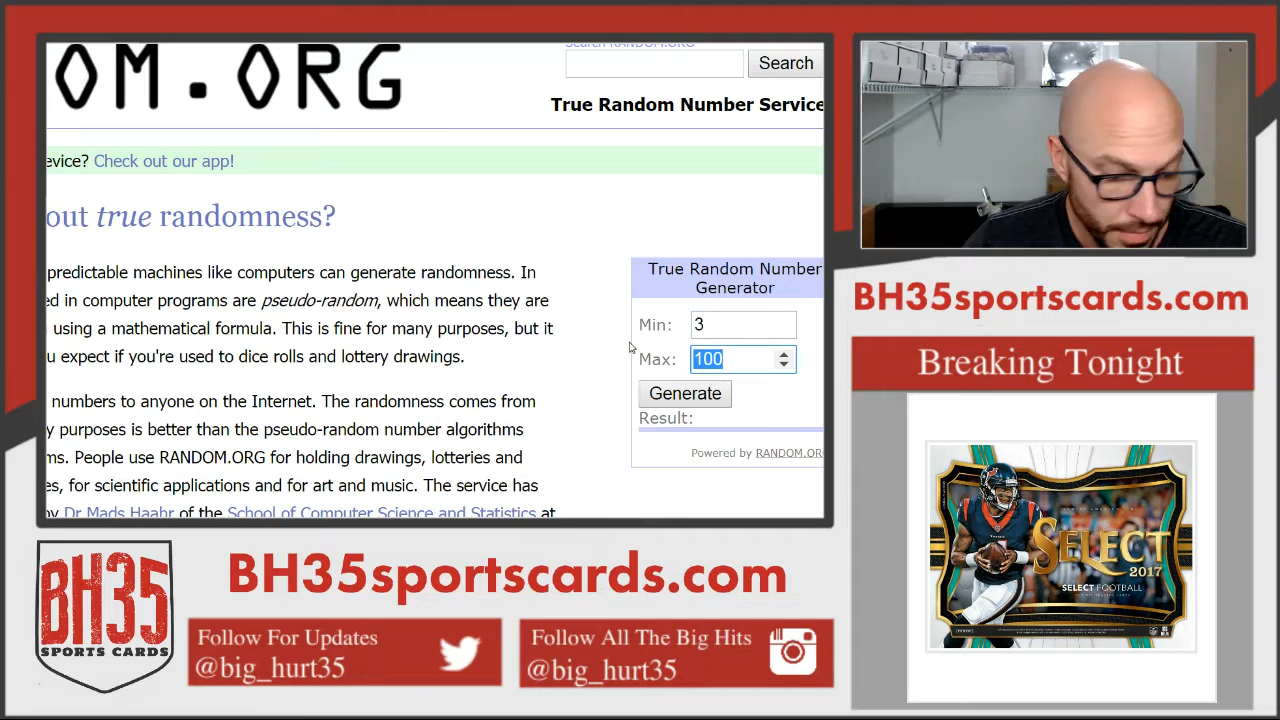 Search RANDOM.ORG
OM.ORG
Search
True Random Number Service
evice? Check out our app!
out true randomness?
predictable machines like computers can generate randomness. In
ed in computer programs are pseudo-random, which means they are
using a mathematical formula. This is fine for many purposes, but it
u expect if you're used to dice rolls and lottery drawings.
numbers to anyone on the Internet. The randomness comes from
y purposes is better than the pseudo-random number algorithms
ms. People use RANDOM.ORG for holding drawings, lotteries and
es, for scientific applications and for art and music. The service has
by Dr Mads Haahr of the School of Computer Science and Statistics at
True Random Number
Generator
Min: 3
Max: 100
Generate
Result:
Powered by RANDOM.ORG
BH35sportscards.com
Breaking Tonight
SELECT
2017
SELECT FOOTBALL
BH35
SPORTS CARDS
BH35sportscards.com
Follow For Updates
@big_hurt35
Follow All The Big Hits
@big_hurt35